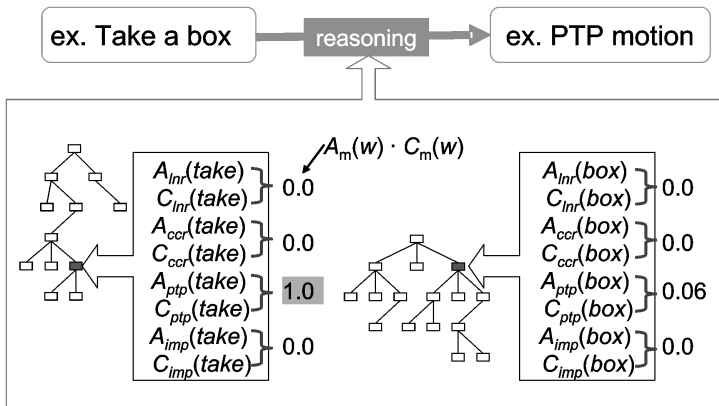 ex. Take a box
reasoning
ex. PTP motion
Am(w) · Cm(w)
Alnr(take)
Clnr(take)
0.0
Accr(take)
Cccr(take)
0.0
Aptp(take)
Cptp(take)
1.0
Aimp(take)
Cimp(take)
0.0
Alnr(box)
Clnr(box)
0.0
Accr(box)
Cccr(box)
0.0
Aptp(box)
Cptp(box)
0.06
Aimp(box)
Cimp(box)
0.0